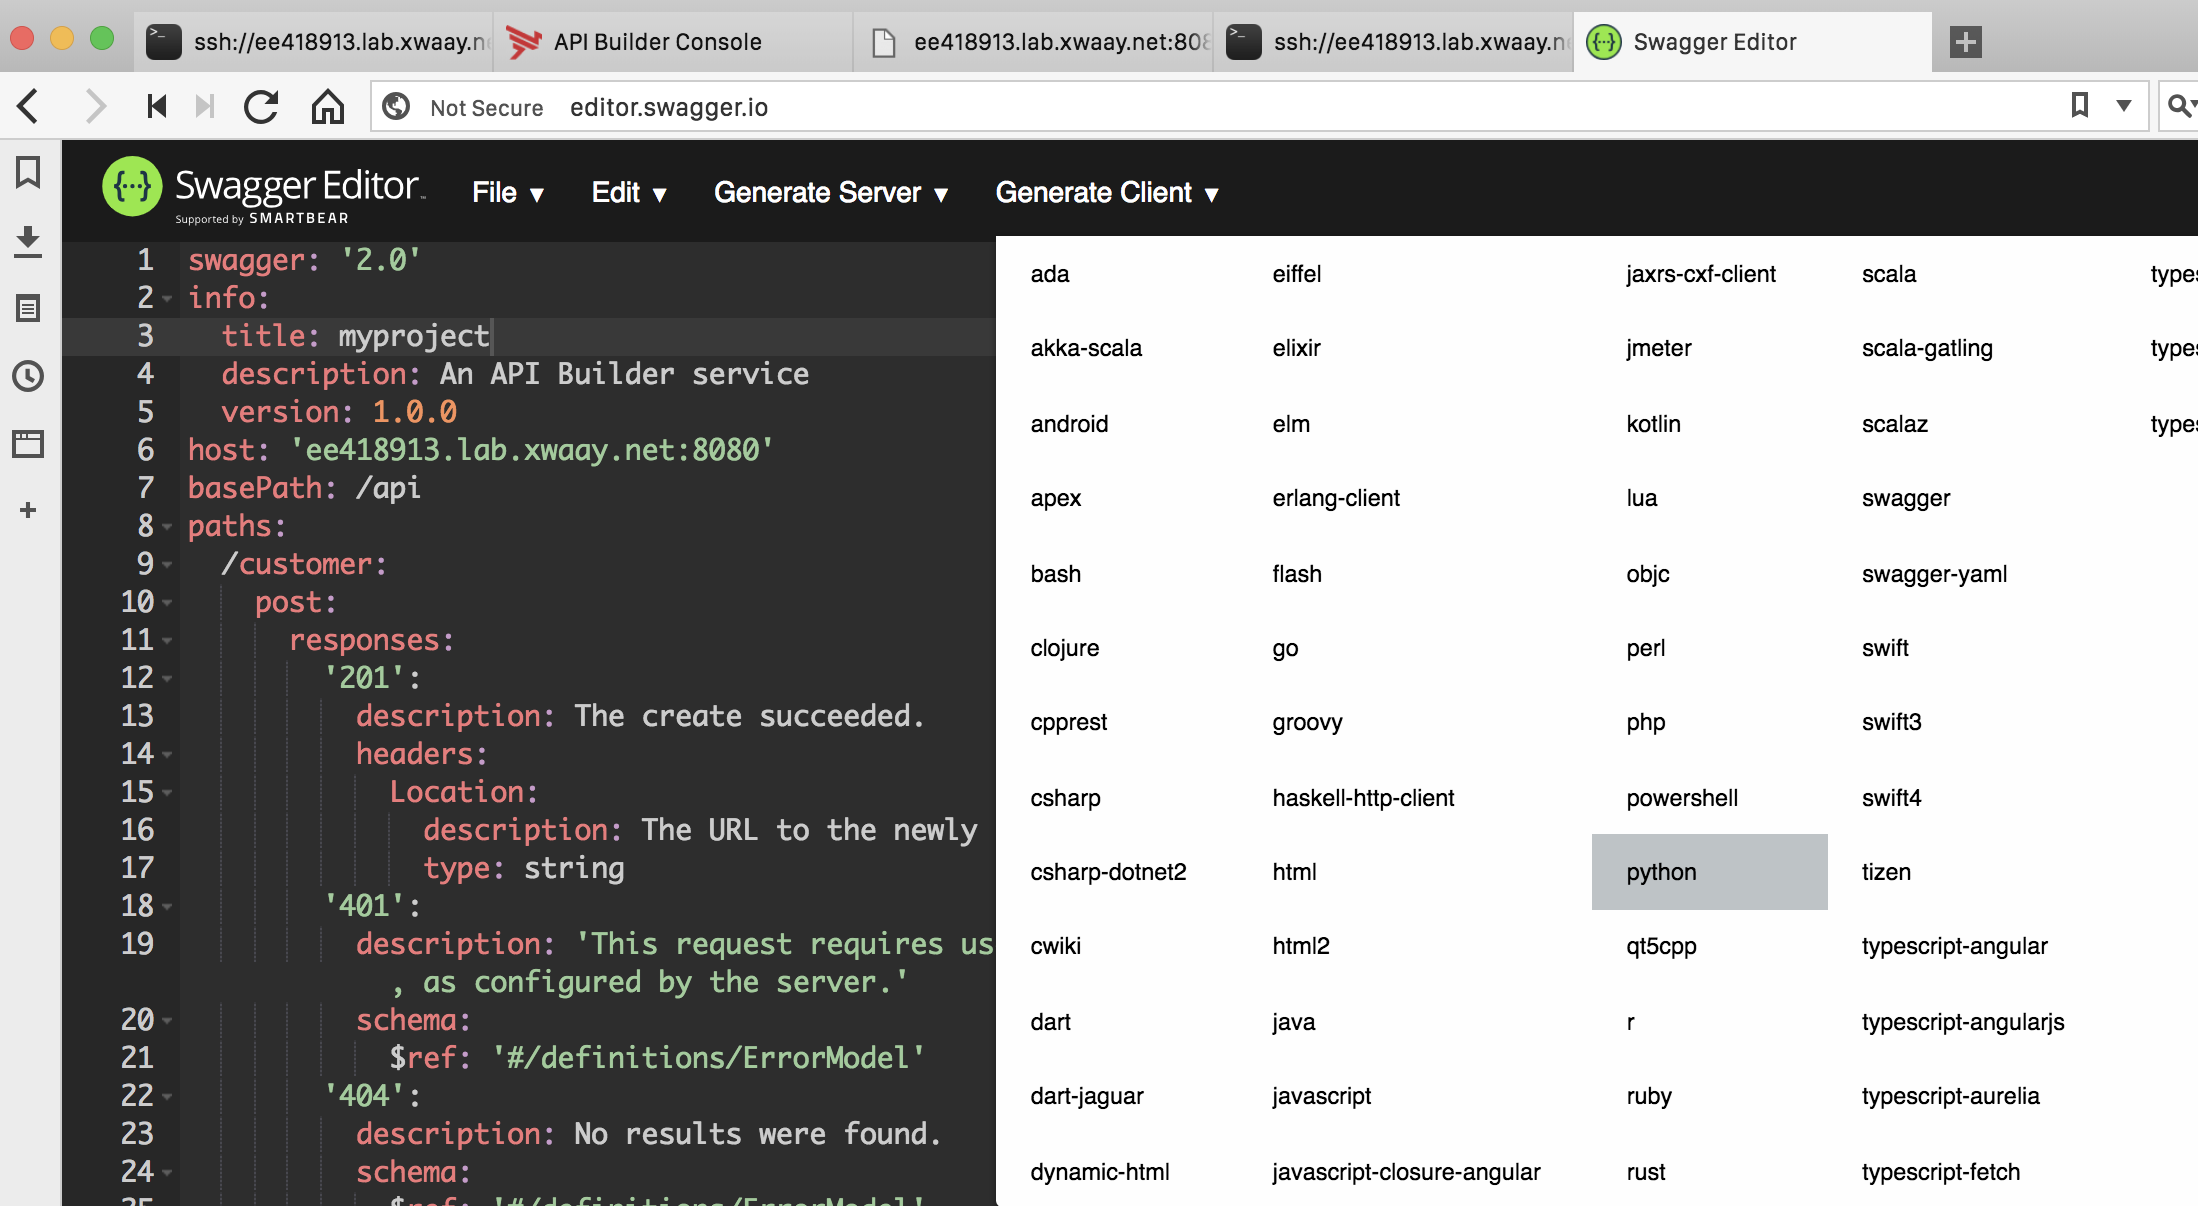 ssh://ee418913.lab.xwaay.n
API Builder Console
ee418913.lab.xwaay.net:808
ssh://ee418913.lab.xwaay.n
Swagger Editor
Not Secure editor.swagger.io
Swagger Editor
Supported by SMARTBEAR
File ▼
Edit ▼
Generate Server ▼
Generate Client ▼
1 swagger: '2.0'
2 info:
3 title: myproject
4 description: An API Builder service
5 version: 1.0.0
6 host: 'ee418913.lab.xwaay.net:8080'
7 basePath: /api
8 paths:
9 /customer:
10 post:
11 responses:
12 '201':
13 description: The create succeeded.
14 headers:
15 Location:
16 description: The URL to the newly
17 type: string
18 '401':
19 description: 'This request requires us
, as configured by the server.'
20 schema:
21 $ref: '#/definitions/ErrorModel'
22 '404':
23 description: No results were found.
24 schema:
25 $ref: '#/definitions/ErrorModel'
ada
akka-scala
android
apex
bash
clojure
cpprest
csharp
csharp-dotnet2
cwiki
dart
dart-jaguar
dynamic-html
eiffel
elixir
elm
erlang-client
flash
go
groovy
haskell-http-client
html
html2
java
javascript
javascript-closure-angular
jaxrs-cxf-client
jmeter
kotlin
lua
objc
perl
php
powershell
python
qt5cpp
r
ruby
rust
scala
scala-gatling
scalaz
swagger
swagger-yaml
swift
swift3
swift4
tizen
typescript-angular
typescript-angularjs
typescript-aurelia
typescript-fetch
types
types
types